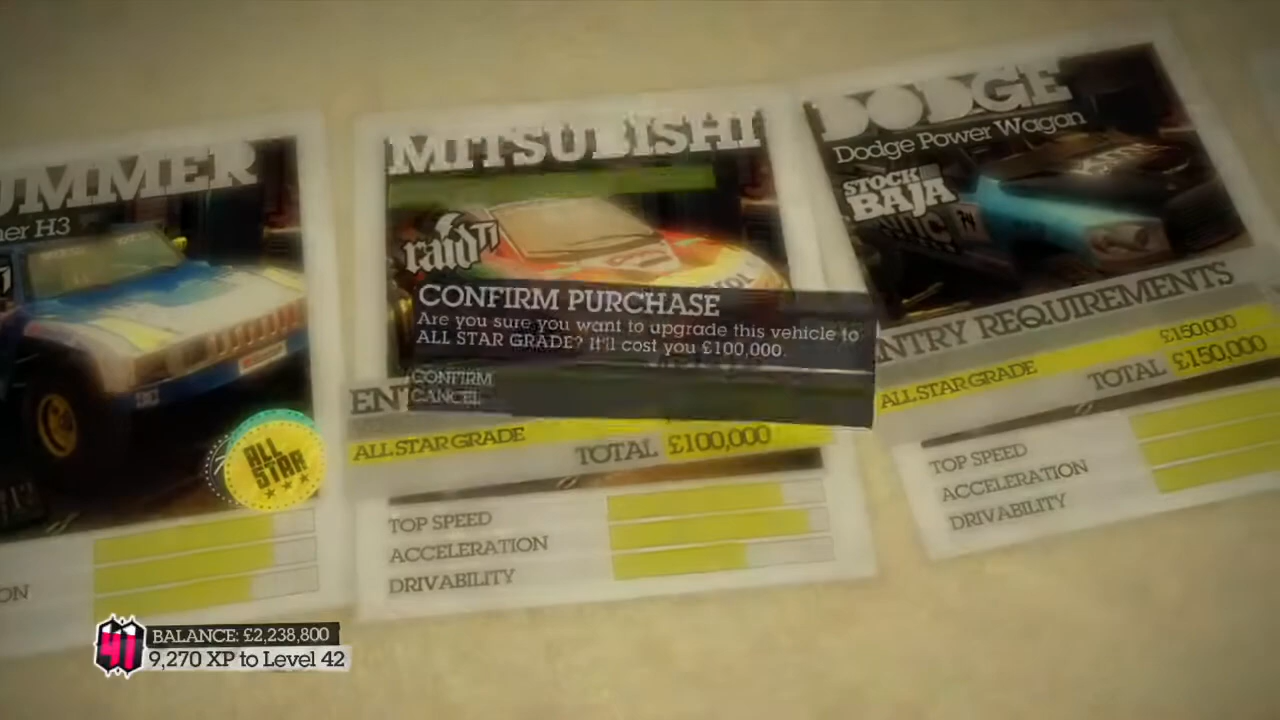 UMMER
er H3
ALL
STAR
ON
MITSUBISHI
raid T1
CONFIRM PURCHASE
Are you sure you want to upgrade this vehicle to
ALL STAR GRADE? It'll cost you £100,000.
CONFIRM
CANCEL
ENT
ALL STAR GRADE
TOTAL £100,000
TOP SPEED
ACCELERATION
DRIVABILITY
DODGE
Dodge Power Wagon
STOCK
BAJA
NTRY REQUIREMENTS
£150,000
ALL STAR GRADE
TOTAL £150,000
TOP SPEED
ACCELERATION
DRIVABILITY
41
BALANCE: £2,238,800
9,270 XP to Level 42